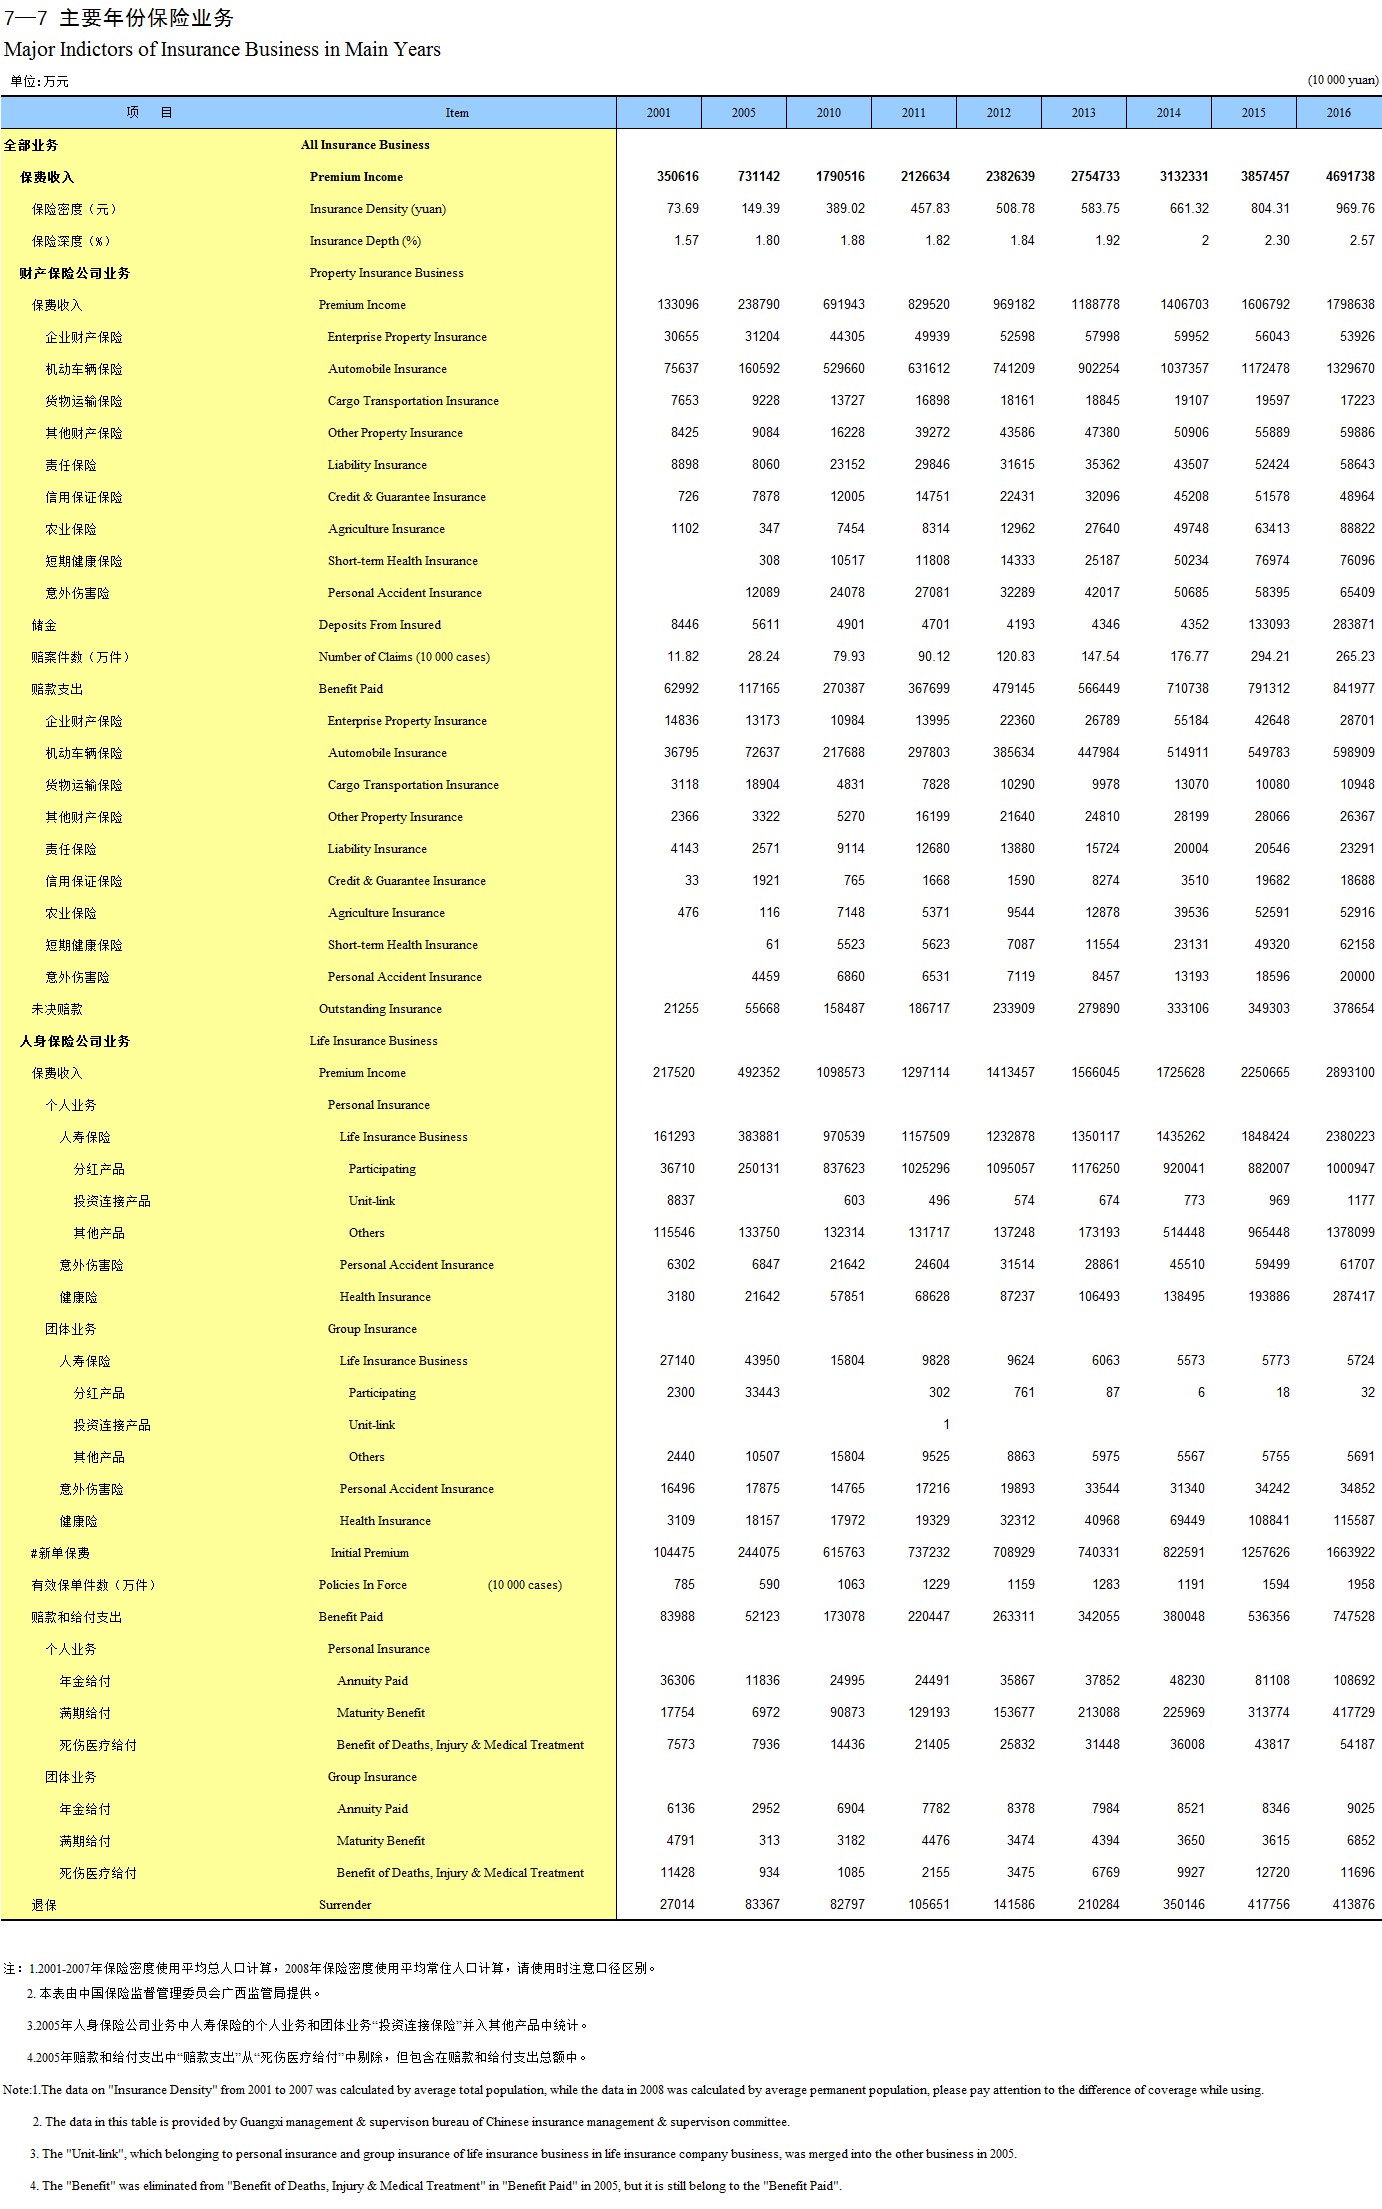 7—7 主要年份保险业务
Major Indictors of Insurance Business in Main Years
单位:万元 (10 000 yuan)
项 目 Item 2001 2005 2010 2011 2012 2013 2014 2015 2016
全部业务 All Insurance Business
保费收入 Premium Income 350616 731142 1790516 2126634 2382639 2754733 3132331 3857457 4691738
保险密度（元） Insurance Density (yuan) 73.69 149.39 389.02 457.83 508.78 583.75 661.32 804.31 969.76
保险深度（%） Insurance Depth (%) 1.57 1.80 1.88 1.82 1.84 1.92 2 2.30 2.57
财产保险公司业务 Property Insurance Business
保费收入 Premium Income 133096 238790 691943 829520 969182 1188778 1406703 1606792 1798638
企业财产保险 Enterprise Property Insurance 30655 31204 44305 49939 52598 57998 59952 56043 53926
机动车辆保险 Automobile Insurance 75637 160592 529660 631612 741209 902254 1037357 1172478 1329670
货物运输保险 Cargo Transportation Insurance 7653 9228 13727 16898 18161 18845 19107 19597 17223
其他财产保险 Other Property Insurance 8425 9084 16228 39272 43586 47380 50906 55889 59886
责任保险 Liability Insurance 8898 8060 23152 29846 31615 35362 43507 52424 58643
信用保证保险 Credit & Guarantee Insurance 726 7878 12005 14751 22431 32096 45208 51578 48964
农业保险 Agriculture Insurance 1102 347 7454 8314 12962 27640 49748 63413 88822
短期健康保险 Short-term Health Insurance 308 10517 11808 14333 25187 50234 76974 76096
意外伤害险 Personal Accident Insurance 12089 24078 27081 32289 42017 50685 58395 65409
储金 Deposits From Insured 8446 5611 4901 4701 4193 4346 4352 133093 283871
赔案件数（万件） Number of Claims (10 000 cases) 11.82 28.24 79.93 90.12 120.83 147.54 176.77 294.21 265.23
赔款支出 Benefit Paid 62992 117165 270387 367699 479145 566449 710738 791312 841977
企业财产保险 Enterprise Property Insurance 14836 13173 10984 13995 22360 26789 55184 42648 28701
机动车辆保险 Automobile Insurance 36795 72637 217688 297803 385634 447984 514911 549783 598909
货物运输保险 Cargo Transportation Insurance 3118 18904 4831 7828 10290 9978 13070 10080 10948
其他财产保险 Other Property Insurance 2366 3322 5270 16199 21640 24810 28199 28066 26367
责任保险 Liability Insurance 4143 2571 9114 12680 13880 15724 20004 20546 23291
信用保证保险 Credit & Guarantee Insurance 33 1921 765 1668 1590 8274 3510 19682 18688
农业保险 Agriculture Insurance 476 116 7148 5371 9544 12878 39536 52591 52916
短期健康保险 Short-term Health Insurance 61 5523 5623 7087 11554 23131 49320 62158
意外伤害险 Personal Accident Insurance 4459 6860 6531 7119 8457 13193 18596 20000
未决赔款 Outstanding Insurance 21255 55668 158487 186717 233909 279890 333106 349303 378654
人身保险公司业务 Life Insurance Business
保费收入 Premium Income 217520 492352 1098573 1297114 1413457 1566045 1725628 2250665 2893100
个人业务 Personal Insurance
人寿保险 Life Insurance Business 161293 383881 970539 1157509 1232878 1350117 1435262 1848424 2380223
分红产品 Participating 36710 250131 837623 1025296 1095057 1176250 920041 882007 1000947
投资连接产品 Unit-link 8837 603 496 574 674 773 969 1177
其他产品 Others 115546 133750 132314 131717 137248 173193 514448 965448 1378099
意外伤害险 Personal Accident Insurance 6302 6847 21642 24604 31514 28861 45510 59499 61707
健康险 Health Insurance 3180 21642 57851 68628 87237 106493 138495 193886 287417
团体业务 Group Insurance
人寿保险 Life Insurance Business 27140 43950 15804 9828 9624 6063 5573 5773 5724
分红产品 Participating 2300 33443 302 761 87 6 18 32
投资连接产品 Unit-link 1
其他产品 Others 2440 10507 15804 9525 8863 5975 5567 5755 5691
意外伤害险 Personal Accident Insurance 16496 17875 14765 17216 19893 33544 31340 34242 34852
健康险 Health Insurance 3109 18157 17972 19329 32312 40968 69449 108841 115587
#新单保费 Initial Premium 104475 244075 615763 737232 708929 740331 822591 1257626 1663922
有效保单件数（万件） Policies In Force (10 000 cases) 785 590 1063 1229 1159 1283 1191 1594 1958
赔款和给付支出 Benefit Paid 83988 52123 173078 220447 263311 342055 380048 536356 747528
个人业务 Personal Insurance
年金给付 Annuity Paid 36306 11836 24995 24491 35867 37852 48230 81108 108692
满期给付 Maturity Benefit 17754 6972 90873 129193 153677 213088 225969 313774 417729
死伤医疗给付 Benefit of Deaths, Injury & Medical Treatment 7573 7936 14436 21405 25832 31448 36008 43817 54187
团体业务 Group Insurance
年金给付 Annuity Paid 6136 2952 6904 7782 8378 7984 8521 8346 9025
满期给付 Maturity Benefit 4791 313 3182 4476 3474 4394 3650 3615 6852
死伤医疗给付 Benefit of Deaths, Injury & Medical Treatment 11428 934 1085 2155 3475 6769 9927 12720 11696
退保 Surrender 27014 83367 82797 105651 141586 210284 350146 417756 413876
注：1.2001-2007年保险密度使用平均总人口计算，2008年保险密度使用平均常住人口计算，请使用时注意口径区别。
2. 本表由中国保险监督管理委员会广西监管局提供。
3.2005年人身保险公司业务中人寿保险的个人业务和团体业务“投资连接保险”并入其他产品中统计。
4.2005年赔款和给付支出中“赔款支出”从“死伤医疗给付”中剔除，但包含在赔款和给付支出总额中。
Note:1.The data on "Insurance Density" from 2001 to 2007 was calculated by average total population, while the data in 2008 was calculated by average permanent population, please pay attention to the difference of coverage while using.
2. The data in this table is provided by Guangxi management & supervison bureau of Chinese insurance management & supervison committee.
3. The "Unit-link", which belonging to personal insurance and group insurance of life insurance business in life insurance company business, was merged into the other business in 2005.
4. The "Benefit" was eliminated from "Benefit of Deaths, Injury & Medical Treatment" in "Benefit Paid" in 2005, but it is still belong to the "Benefit Paid".